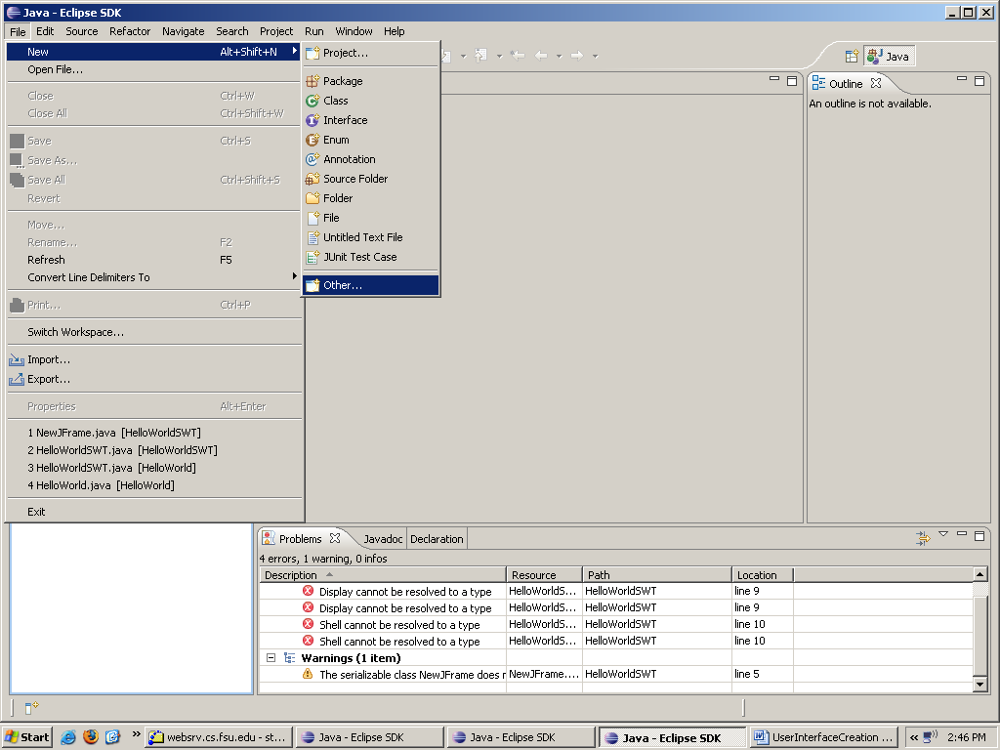 Java - Eclipse SDK
File Edit Source Refactor Navigate Search Project Run Window Help
New Alt+Shift+N
Open File...
Close Ctrl+W
Close All Ctrl+Shift+W
Save Ctrl+S
Save As...
Save All Ctrl+Shift+S
Revert
Move...
Rename... F2
Refresh F5
Convert Line Delimiters To
Print... Ctrl+P
Switch Workspace...
Import...
Export...
Properties Alt+Enter
1 NewJFrame.java [HelloWorldSWT]
2 HelloWorldSWT.java [HelloWorldSWT]
3 HelloWorldSWT.java [HelloWorld]
4 HelloWorld.java [HelloWorld]
Exit
Project...
Package
Class
Interface
Enum
Annotation
Source Folder
Folder
File
Untitled Text File
JUnit Test Case
Other...
Java
Outline
An outline is not available.
Problems Javadoc Declaration
4 errors, 1 warning, 0 infos
Description Resource Path Location
Display cannot be resolved to a type HelloWorldS... HelloWorldSWT line 9
Display cannot be resolved to a type HelloWorldS... HelloWorldSWT line 9
Shell cannot be resolved to a type HelloWorldS... HelloWorldSWT line 10
Shell cannot be resolved to a type HelloWorldS... HelloWorldSWT line 10
Warnings (1 item)
The serializable class NewJFrame does NewJFrame.... HelloWorldSWT line 5
Start » websrv.cs.fsu.edu - st... Java - Eclipse SDK Java - Eclipse SDK Java - Eclipse SDK UserInterfaceCreation ... « 2:46 PM